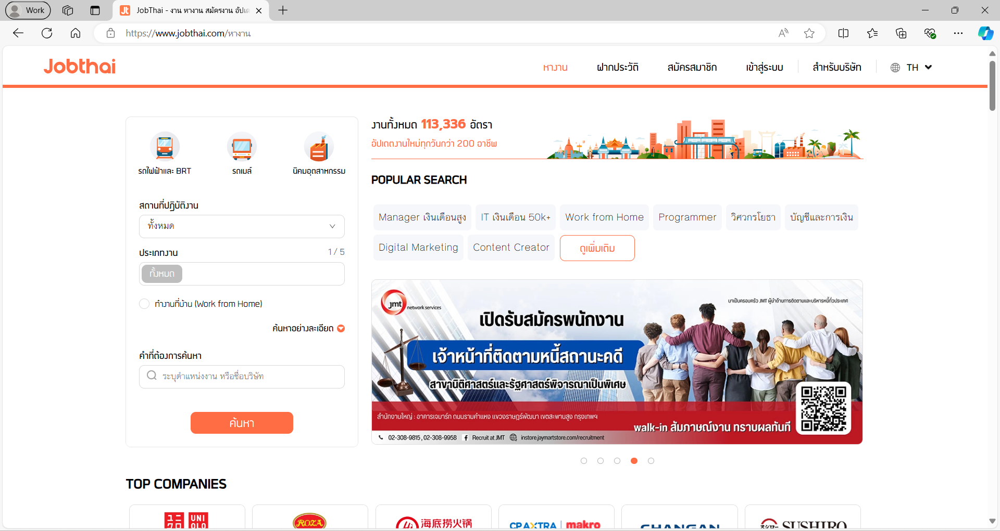 Work
JobThai - งาน หางาน สมัครงาน อัปเด
https://www.jobthai.com/หางาน
Jobthai
หางาน
ฝากประวัติ
สมัครสมาชิก
เข้าสู่ระบบ
สำหรับบริษัท
TH
รถไฟฟ้าและ BRT
รถเมล์
นิคมอุตสาหกรรม
สถานที่ปฏิบัติงาน
ทั้งหมด
ประเภทงาน
1 / 5
ทั้งหมด
ทำงานที่บ้าน (Work from Home)
ค้นหาอย่างละเอียด
คำที่ต้องการค้นหา
ระบุตำแหน่งงาน หรือชื่อบริษัท
ค้นหา
งานทั้งหมด 113,336 อัตรา
อัปเดตงานใหม่ทุกวันกว่า 200 อาชีพ
POPULAR SEARCH
Manager เงินเดือนสูง
IT เงินเดือน 50k+
Work from Home
Programmer
วิศวกรโยธา
บัญชีและการเงิน
Digital Marketing
Content Creator
ดูเพิ่มเติม
jmt network services
มาเป็นครอบครัว JMT ผู้นำด้านการติดตามและบริหารหนี้ทั่วประเทศ
เปิดรับสมัครพนักงาน
เจ้าหน้าที่ติดตามหนี้สถานะคดี
สาขานิติศาสตร์และรัฐศาสตร์พิจารณาเป็นพิเศษ
สำนักงานใหญ่ : อาคารเจมาร์ท ถนนรามคำแหง แขวงราษฎร์พัฒนา เขตสะพานสูง กรุงเทพฯ
walk-in สัมภาษณ์งาน ทราบผลทันที
02-308-9815 , 02-308-9958 Recruit at JMT instore.jaymartstore.com/recruitment
TOP COMPANIES
ユニクロ UNIQLO
ROZA
海底捞火锅
CP AXTRA | makro
CHANGAN
スシロー SUSHIRO